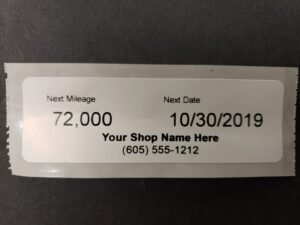 Next Mileage Next Date
72,000 10/30/2019
Your Shop Name Here
(605) 555-1212